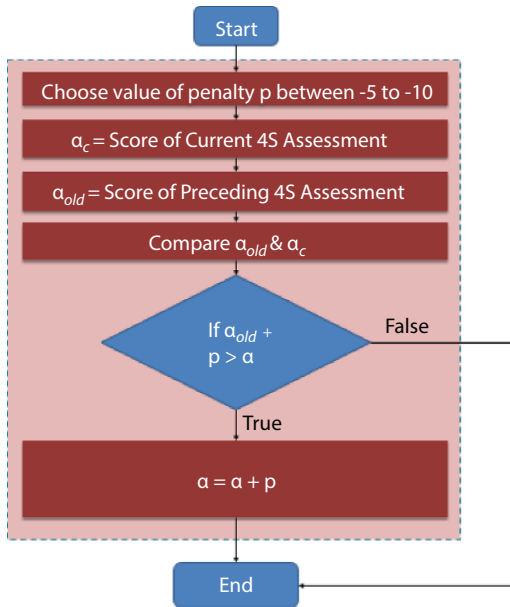 Start
Choose value of penalty p between -5 to -10
αc = Score of Current 4S Assessment
αold = Score of Preceding 4S Assessment
Compare αold & αc
If αold +
p > α
False
True
α = α + p
End